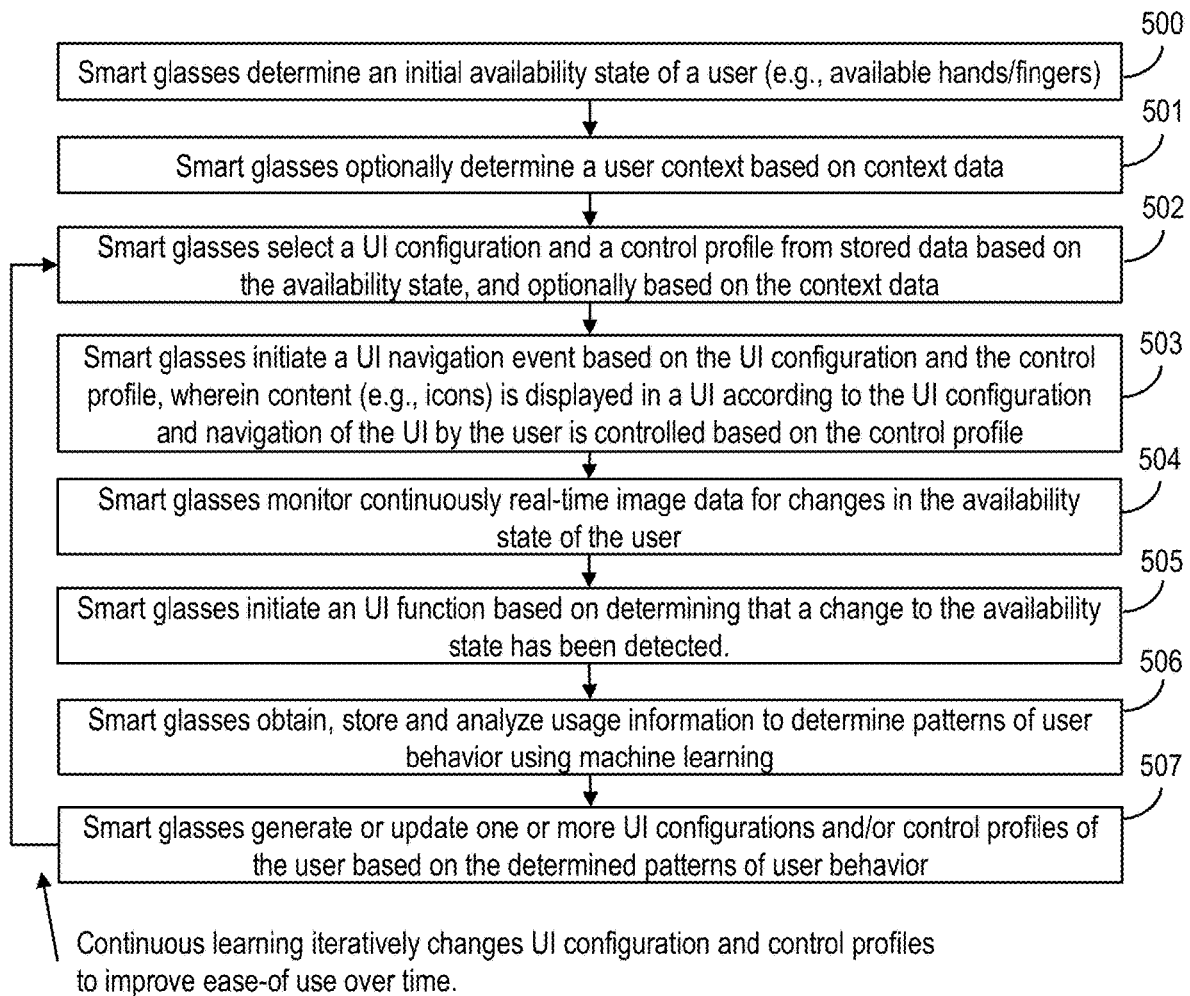 500
Smart glasses determine an initial availability state of a user (e.g., available hands/fingers)
501
Smart glasses optionally determine a user context based on context data
502
Smart glasses select a UI configuration and a control profile from stored data based on
the availability state, and optionally based on the context data
503
Smart glasses initiate a UI navigation event based on the UI configuration and the control
profile, wherein content (e.g., icons) is displayed in a UI according to the UI configuration
and navigation of the UI by the user is controlled based on the control profile
504
Smart glasses monitor continuously real-time image data for changes in the availability
state of the user
505
Smart glasses initiate an UI function based on determining that a change to the availability
state has been detected.
506
Smart glasses obtain, store and analyze usage information to determine patterns of user
behavior using machine learning
507
Smart glasses generate or update one or more UI configurations and/or control profiles of
the user based on the determined patterns of user behavior
Continuous learning iteratively changes UI configuration and control profiles
to improve ease-of use over time.